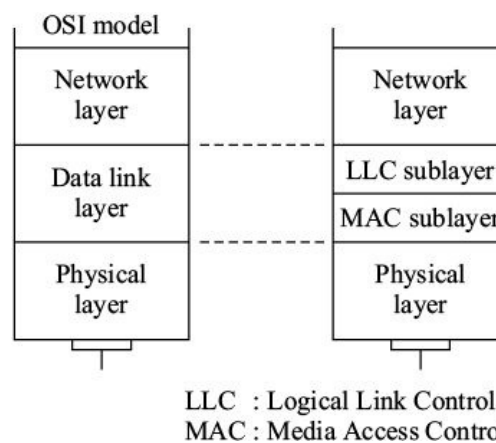 OSI model
Network
layer
Data link
layer
Physical
layer
Network
layer
LLC sublayer
MAC sublayer
Physical
layer
LLC : Logical Link Control
MAC : Media Access Contro